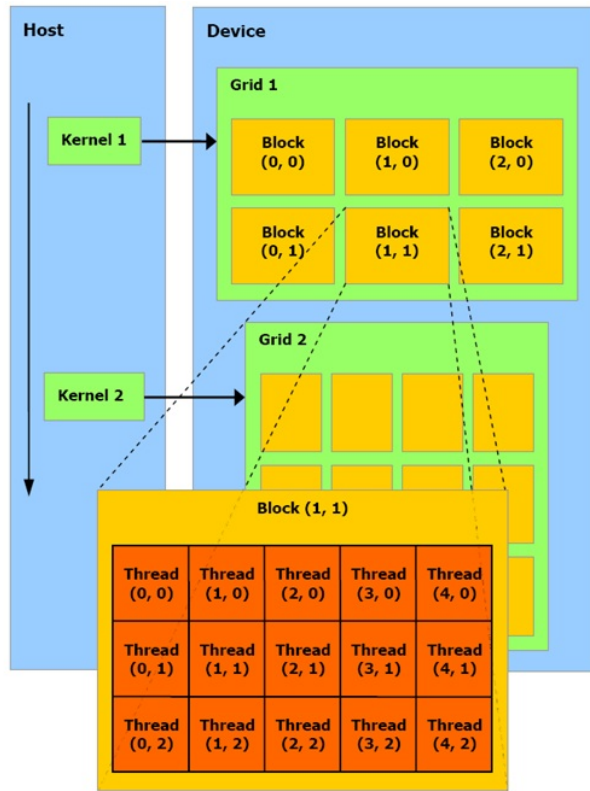 Host
Device
Grid 1
Kernel 1
Block
(0, 0)
Block
(1, 0)
Block
(2, 0)
Block
(0, 1)
Block
(1, 1)
Block
(2, 1)
Grid 2
Kernel 2
Block (1, 1)
Thread
(0, 0)
Thread
(1, 0)
Thread
(2, 0)
Thread
(3, 0)
Thread
(4, 0)
Thread
(0, 1)
Thread
(1, 1)
Thread
(2, 1)
Thread
(3, 1)
Thread
(4, 1)
Thread
(0, 2)
Thread
(1, 2)
Thread
(2, 2)
Thread
(3, 2)
Thread
(4, 2)